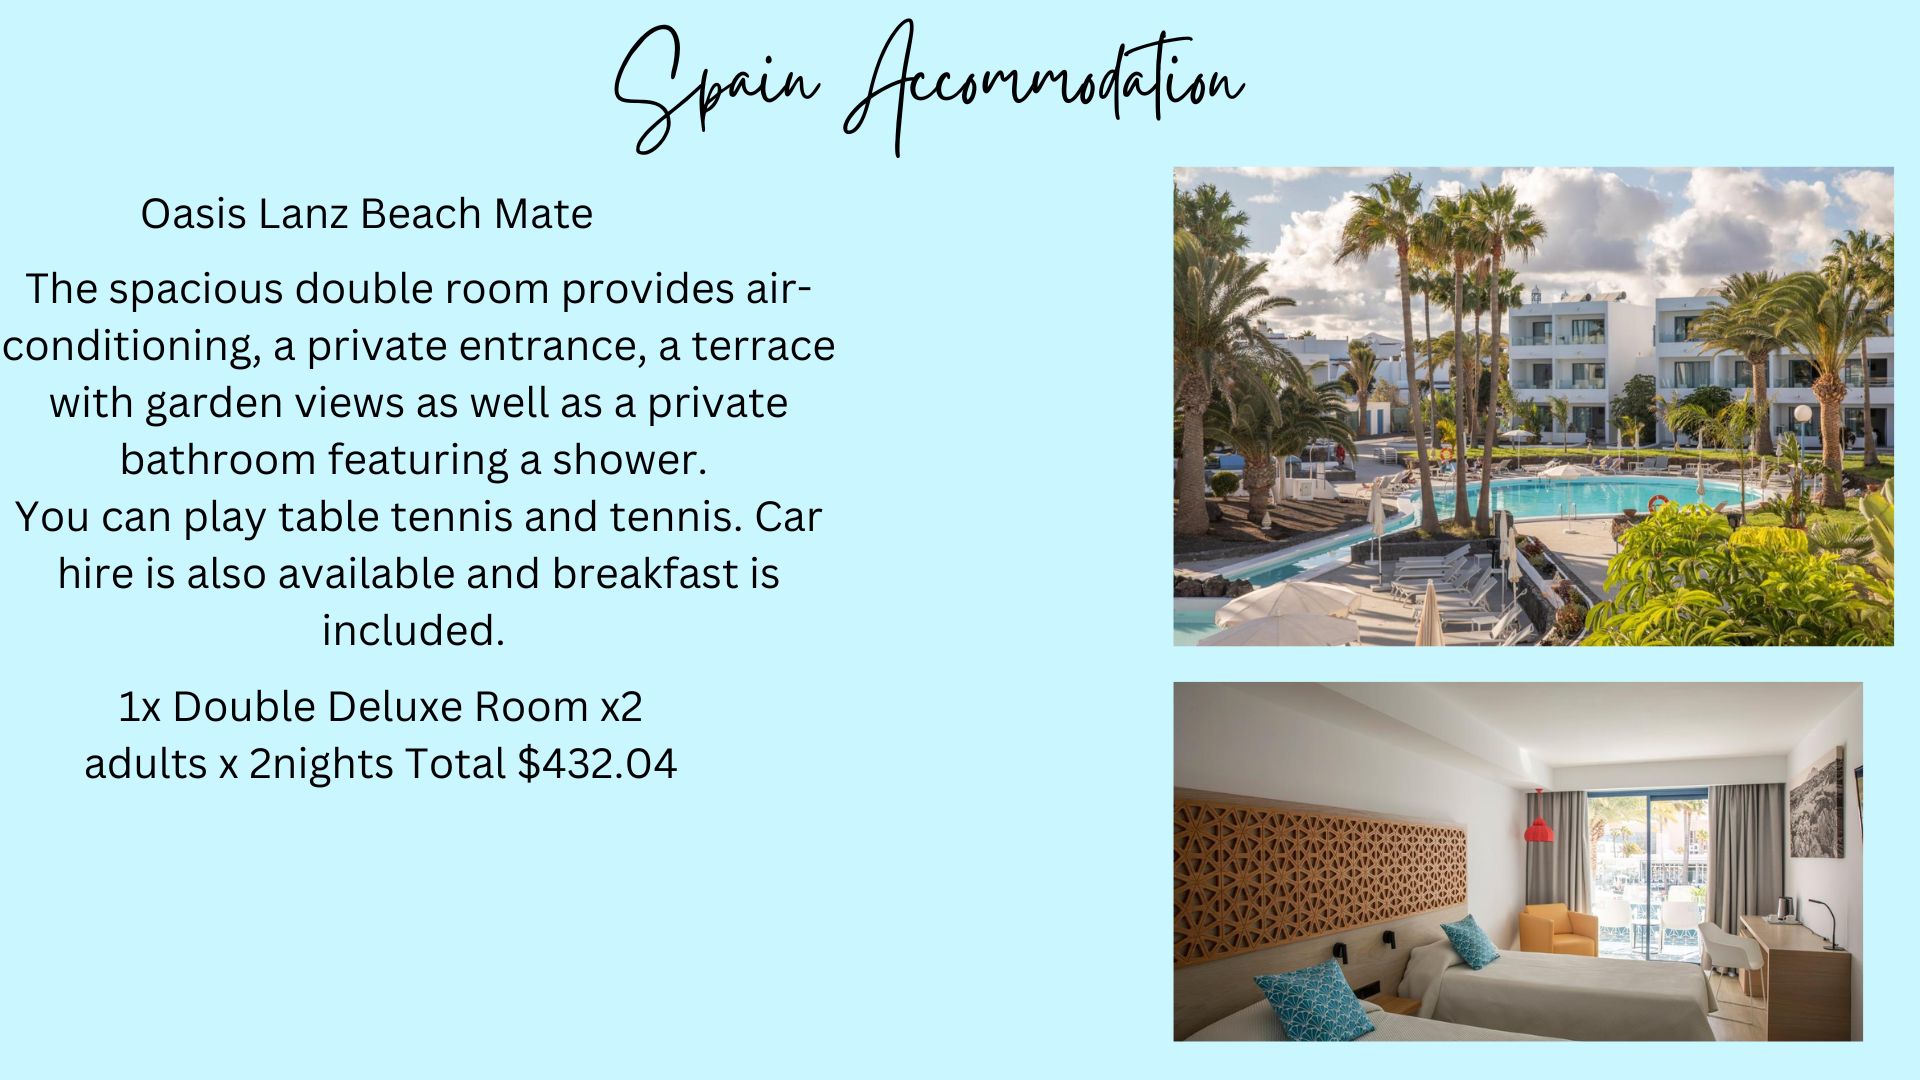 Spain Accommodation
Oasis Lanz Beach Mate
The spacious double room provides air-
conditioning, a private entrance, a terrace
with garden views as well as a private
bathroom featuring a shower.
You can play table tennis and tennis. Car
hire is also available and breakfast is
included.
1x Double Deluxe Room x2
adults x 2nights Total $432.04